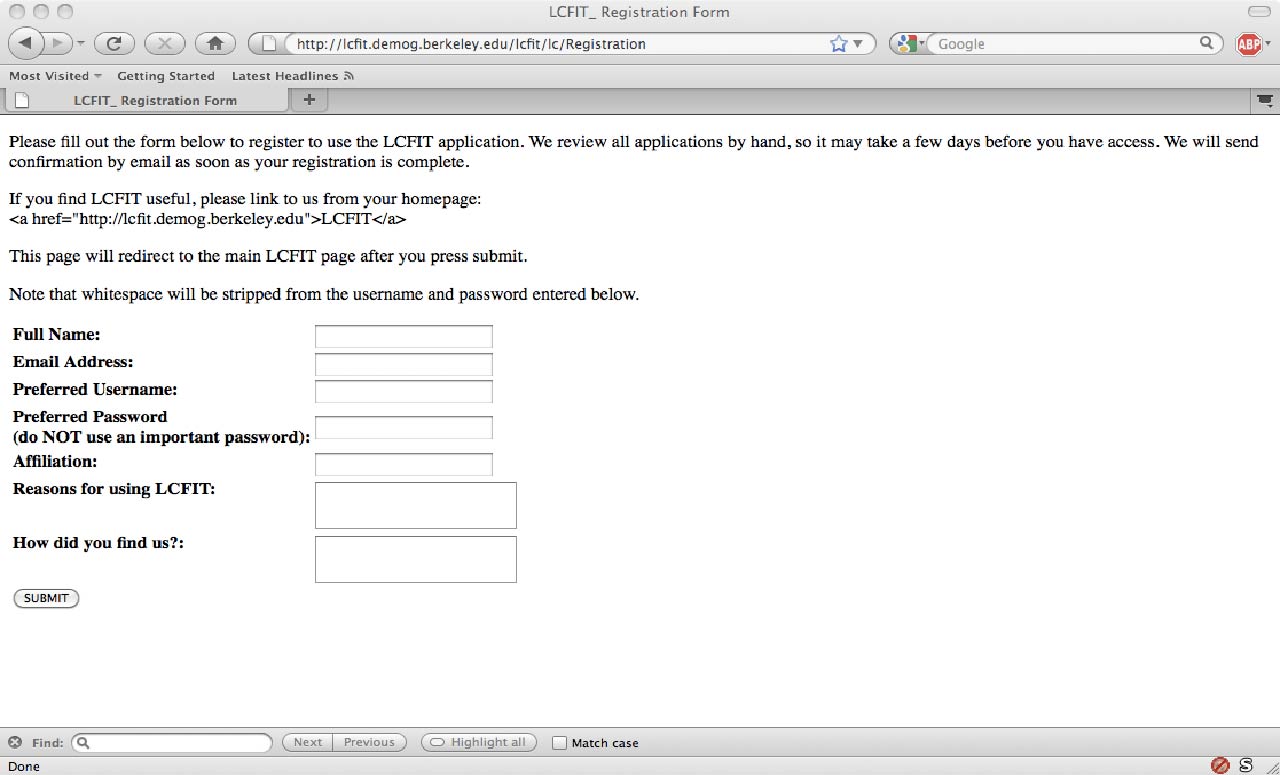 LCFIT_ Registration Form
http://lcfit.demog.berkeley.edu/lcfit/lc/Registration
Google
ABP
Most Visited
Getting Started
Latest Headlines
LCFIT_ Registration Form
+
Please fill out the form below to register to use the LCFIT application. We review all applications by hand, so it may take a few days before you have access. We will send
confirmation by email as soon as your registration is complete.
If you find LCFIT useful, please link to us from your homepage:
<a href="http://lcfit.demog.berkeley.edu">LCFIT</a>
This page will redirect to the main LCFIT page after you press submit.
Note that whitespace will be stripped from the username and password entered below.
Full Name:
Email Address:
Preferred Username:
Preferred Password
(do NOT use an important password):
Affiliation:
Reasons for using LCFIT:
How did you find us?:
SUBMIT
Find:
Next
Previous
Highlight all
Match case
Done
S